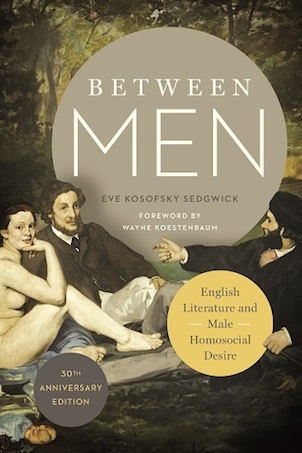 BETWEEN
MEN
EVE KOSOFSKY SEDGWICK
FOREWORD BY
WAYNE KOESTENBAUM
English
Literature and
Male
Homosocial
Desire
30TH
ANNIVERSARY
EDITION